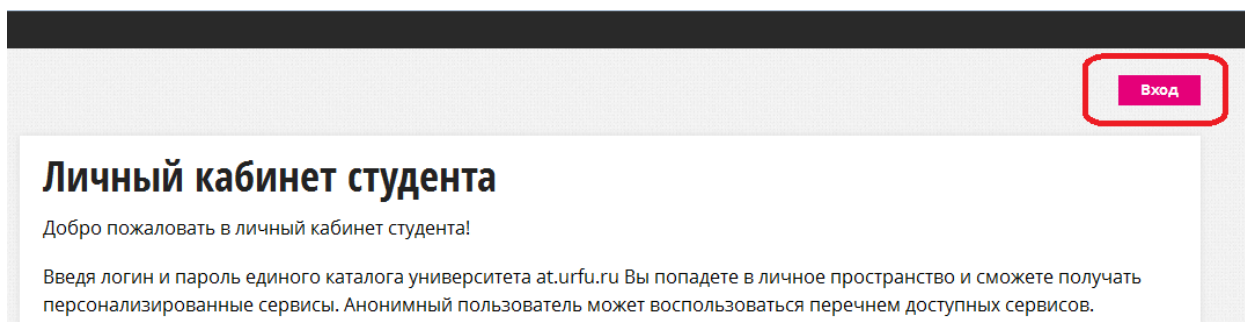 Вход
Личный кабинет студента
Добро пожаловать в личный кабинет студента!
Введя логин и пароль единого каталога университета at.urfu.ru Вы попадете в личное пространство и сможете получать
персонализированные сервисы. Анонимный пользователь может воспользоваться перечнем доступных сервисов.